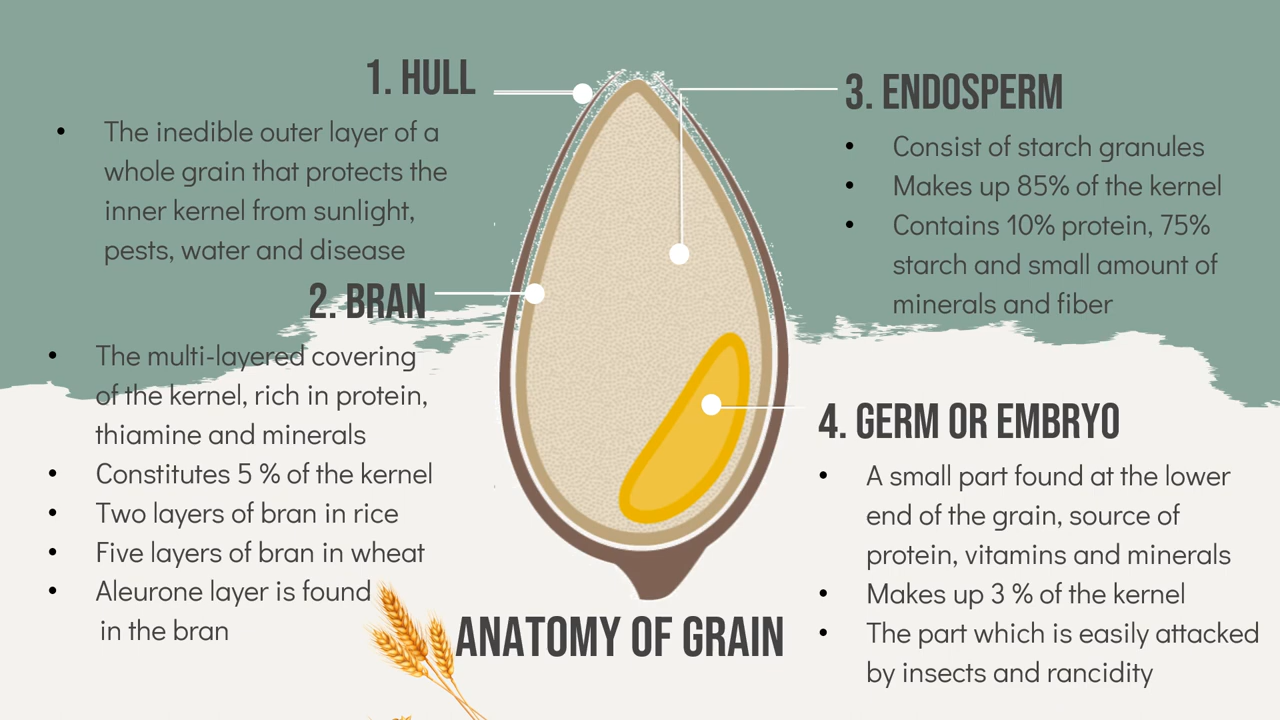 1. HULL
• The inedible outer layer of a
whole grain that protects the
inner kernel from sunlight,
pests, water and disease
2. BRAN
• The multi-layered covering
of the kernel, rich in protein,
thiamine and minerals
• Constitutes 5 % of the kernel
• Two layers of bran in rice
• Five layers of bran in wheat
• Aleurone layer is found
in the bran
3. ENDOSPERM
• Consist of starch granules
• Makes up 85% of the kernel
• Contains 10% protein, 75%
starch and small amount of
minerals and fiber
4. GERM OR EMBRYO
• A small part found at the lower
end of the grain, source of
protein, vitamins and minerals
• Makes up 3 % of the kernel
• The part which is easily attacked
by insects and rancidity
ANATOMY OF GRAIN